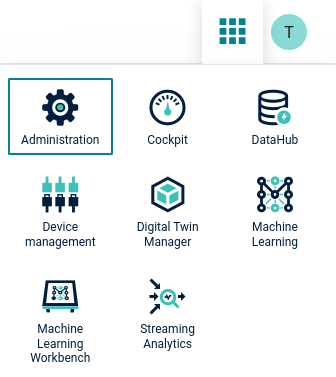 T
Administration
Cockpit
DataHub
Device
management
Digital Twin
Manager
Machine
Learning
Machine
Learning
Workbench
Streaming
Analytics